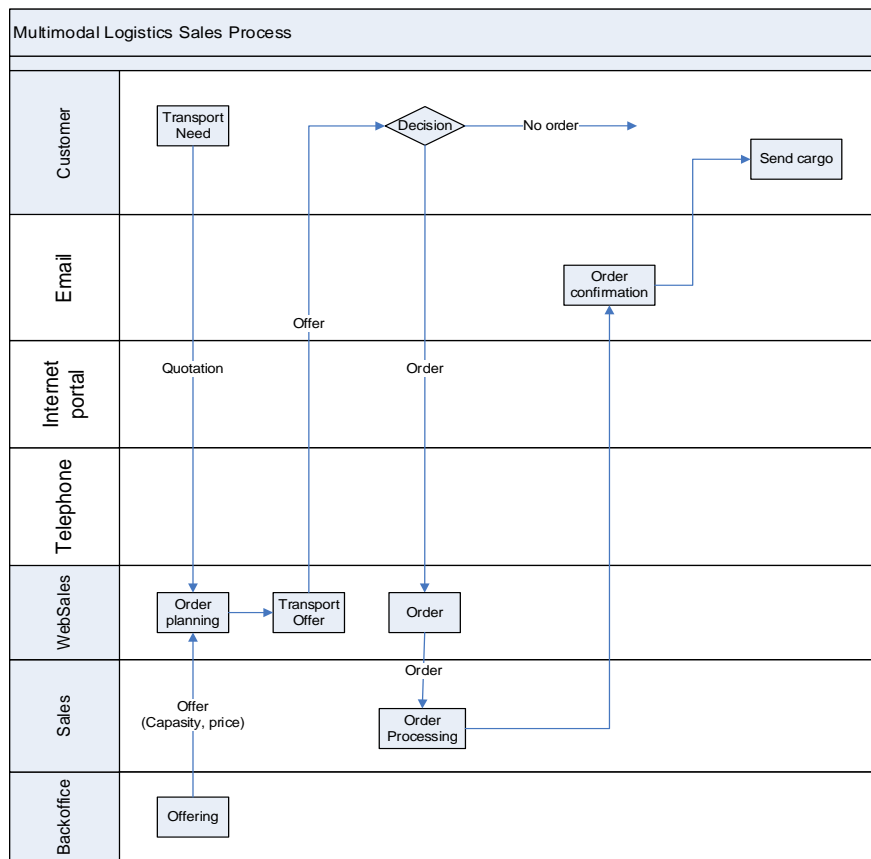 Multimodal Logistics Sales Process
Customer
Transport
Need
Decision
No order
Send cargo
Email
Order
confirmation
Offer
Internet
portal
Quotation
Order
Telephone
WebSales
Order
planning
Transport
Offer
Order
Order
Sales
Offer
(Capasity, price)
Order
Processing
Backoffice
Offering